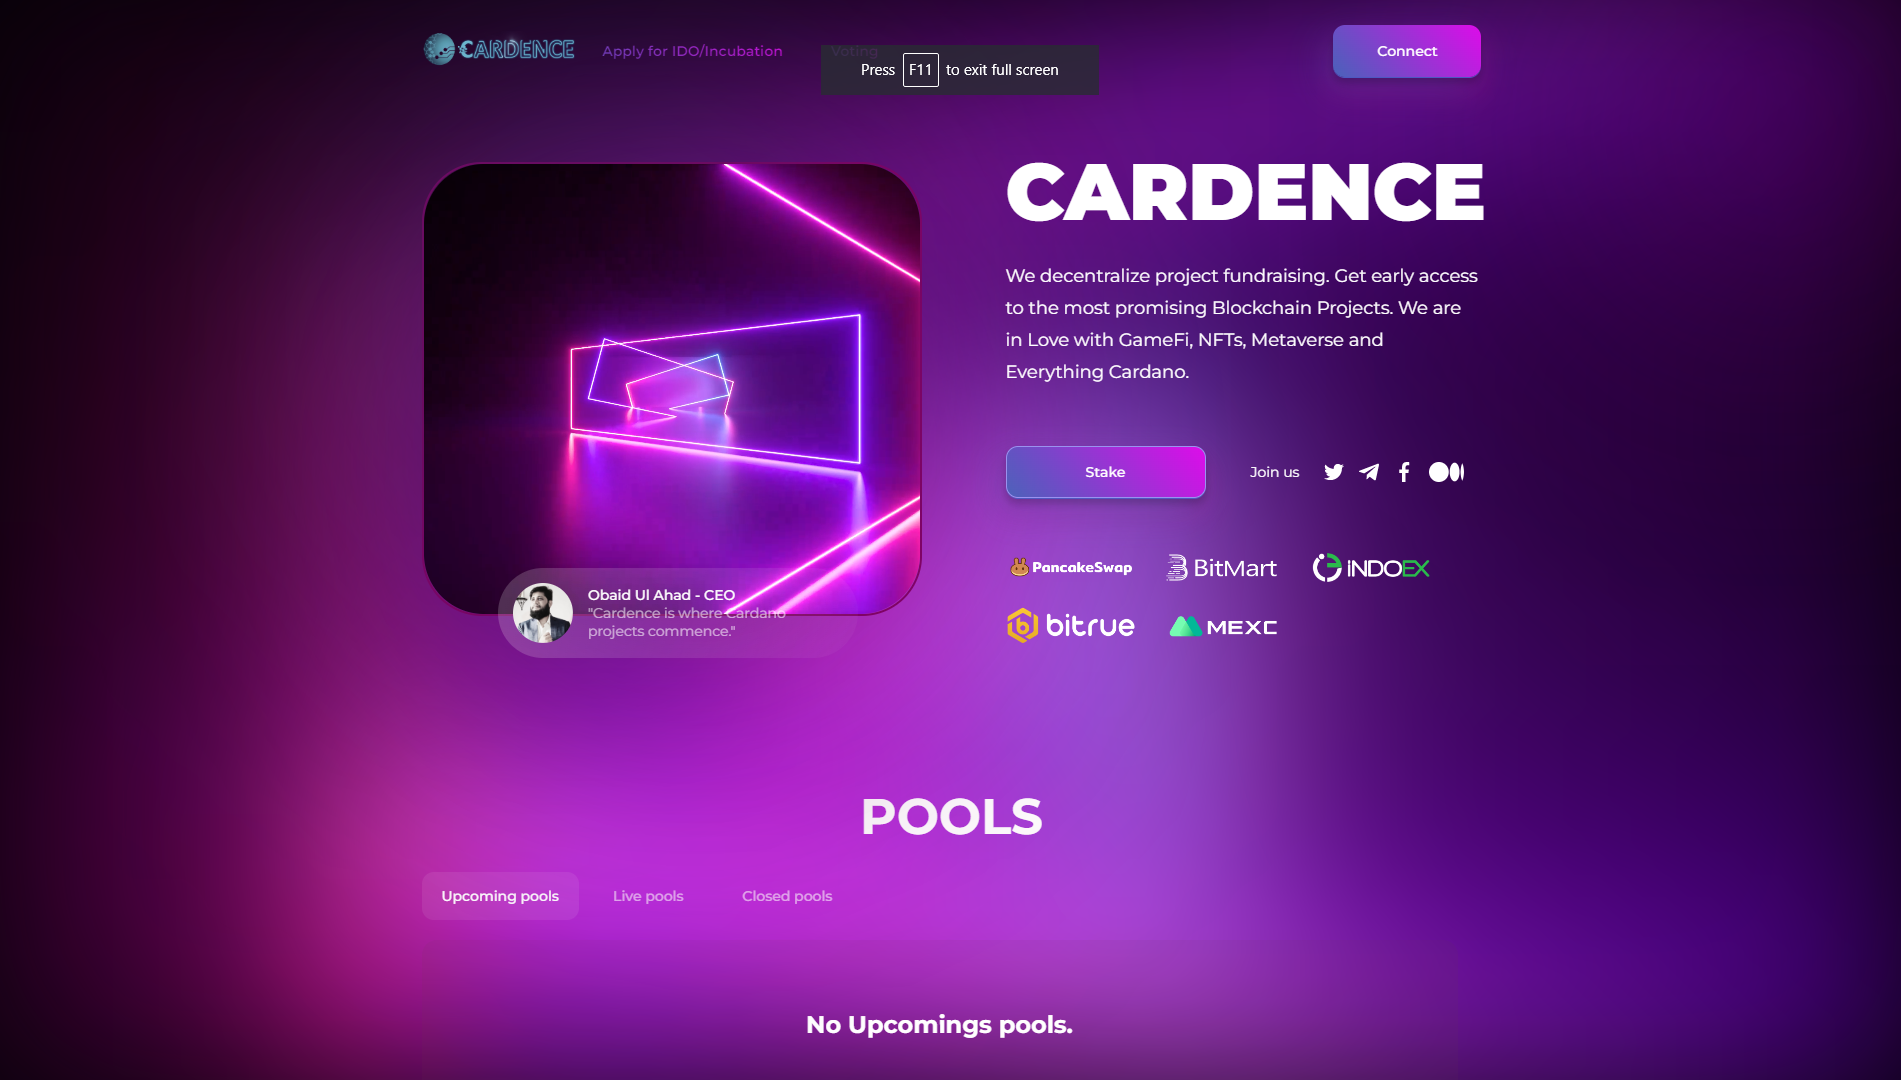 CARDENCE
Apply for IDO/Incubation
Voting
Press F11 to exit full screen
Connect
CARDENCE
We decentralize project fundraising. Get early access
to the most promising Blockchain Projects. We are
in Love with GameFi, NFTs, Metaverse and
Everything Cardano.
Stake
Join us
PancakeSwap
BitMart
INDOEX
bitrue
MEXC
Obaid Ul Ahad - CEO
"Cardence is where Cardano
projects commence."
POOLS
Upcoming pools
Live pools
Closed pools
No Upcomings pools.